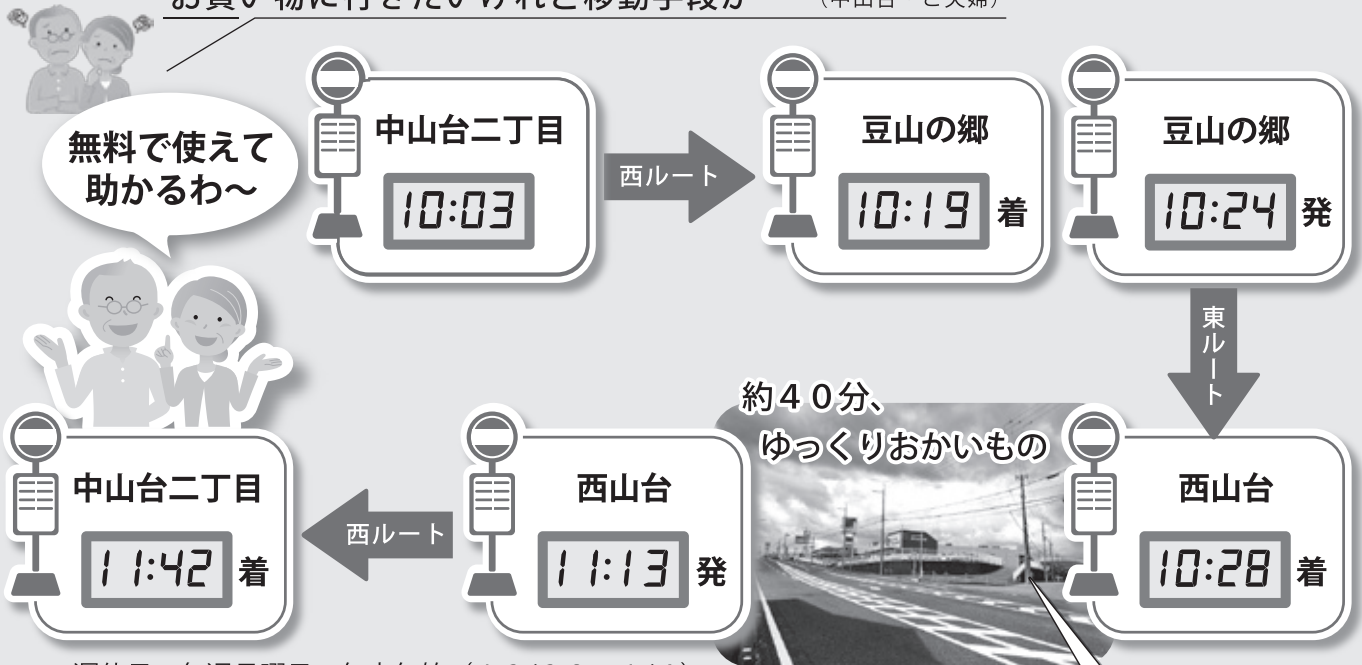 お買い物に行きたいけれど移動手段が
無料で使えて
助かるわ〜
中山台二丁目
10:03
西ルート
豆山の郷
10:19 着
豆山の郷
10:24 発
東ルート
西山台
10:28 着
約40分、
ゆっくりおかいもの
西山台
11:13 発
西ルート
中山台二丁目
11:42 着